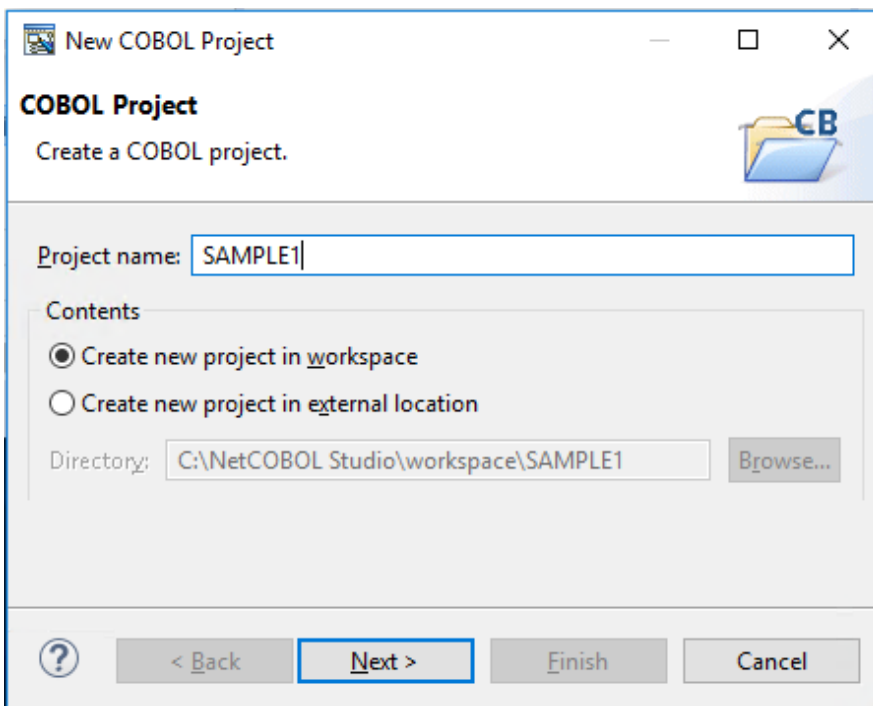 New COBOL Project
COBOL Project
CB
Create a COBOL project.
Project name: SAMPLE1
Contents
Create new project in workspace
Create new project in external location
Directory: C:\NetCOBOL Studio\workspace\SAMPLE1 Browse...
? < Back Next > Finish Cancel